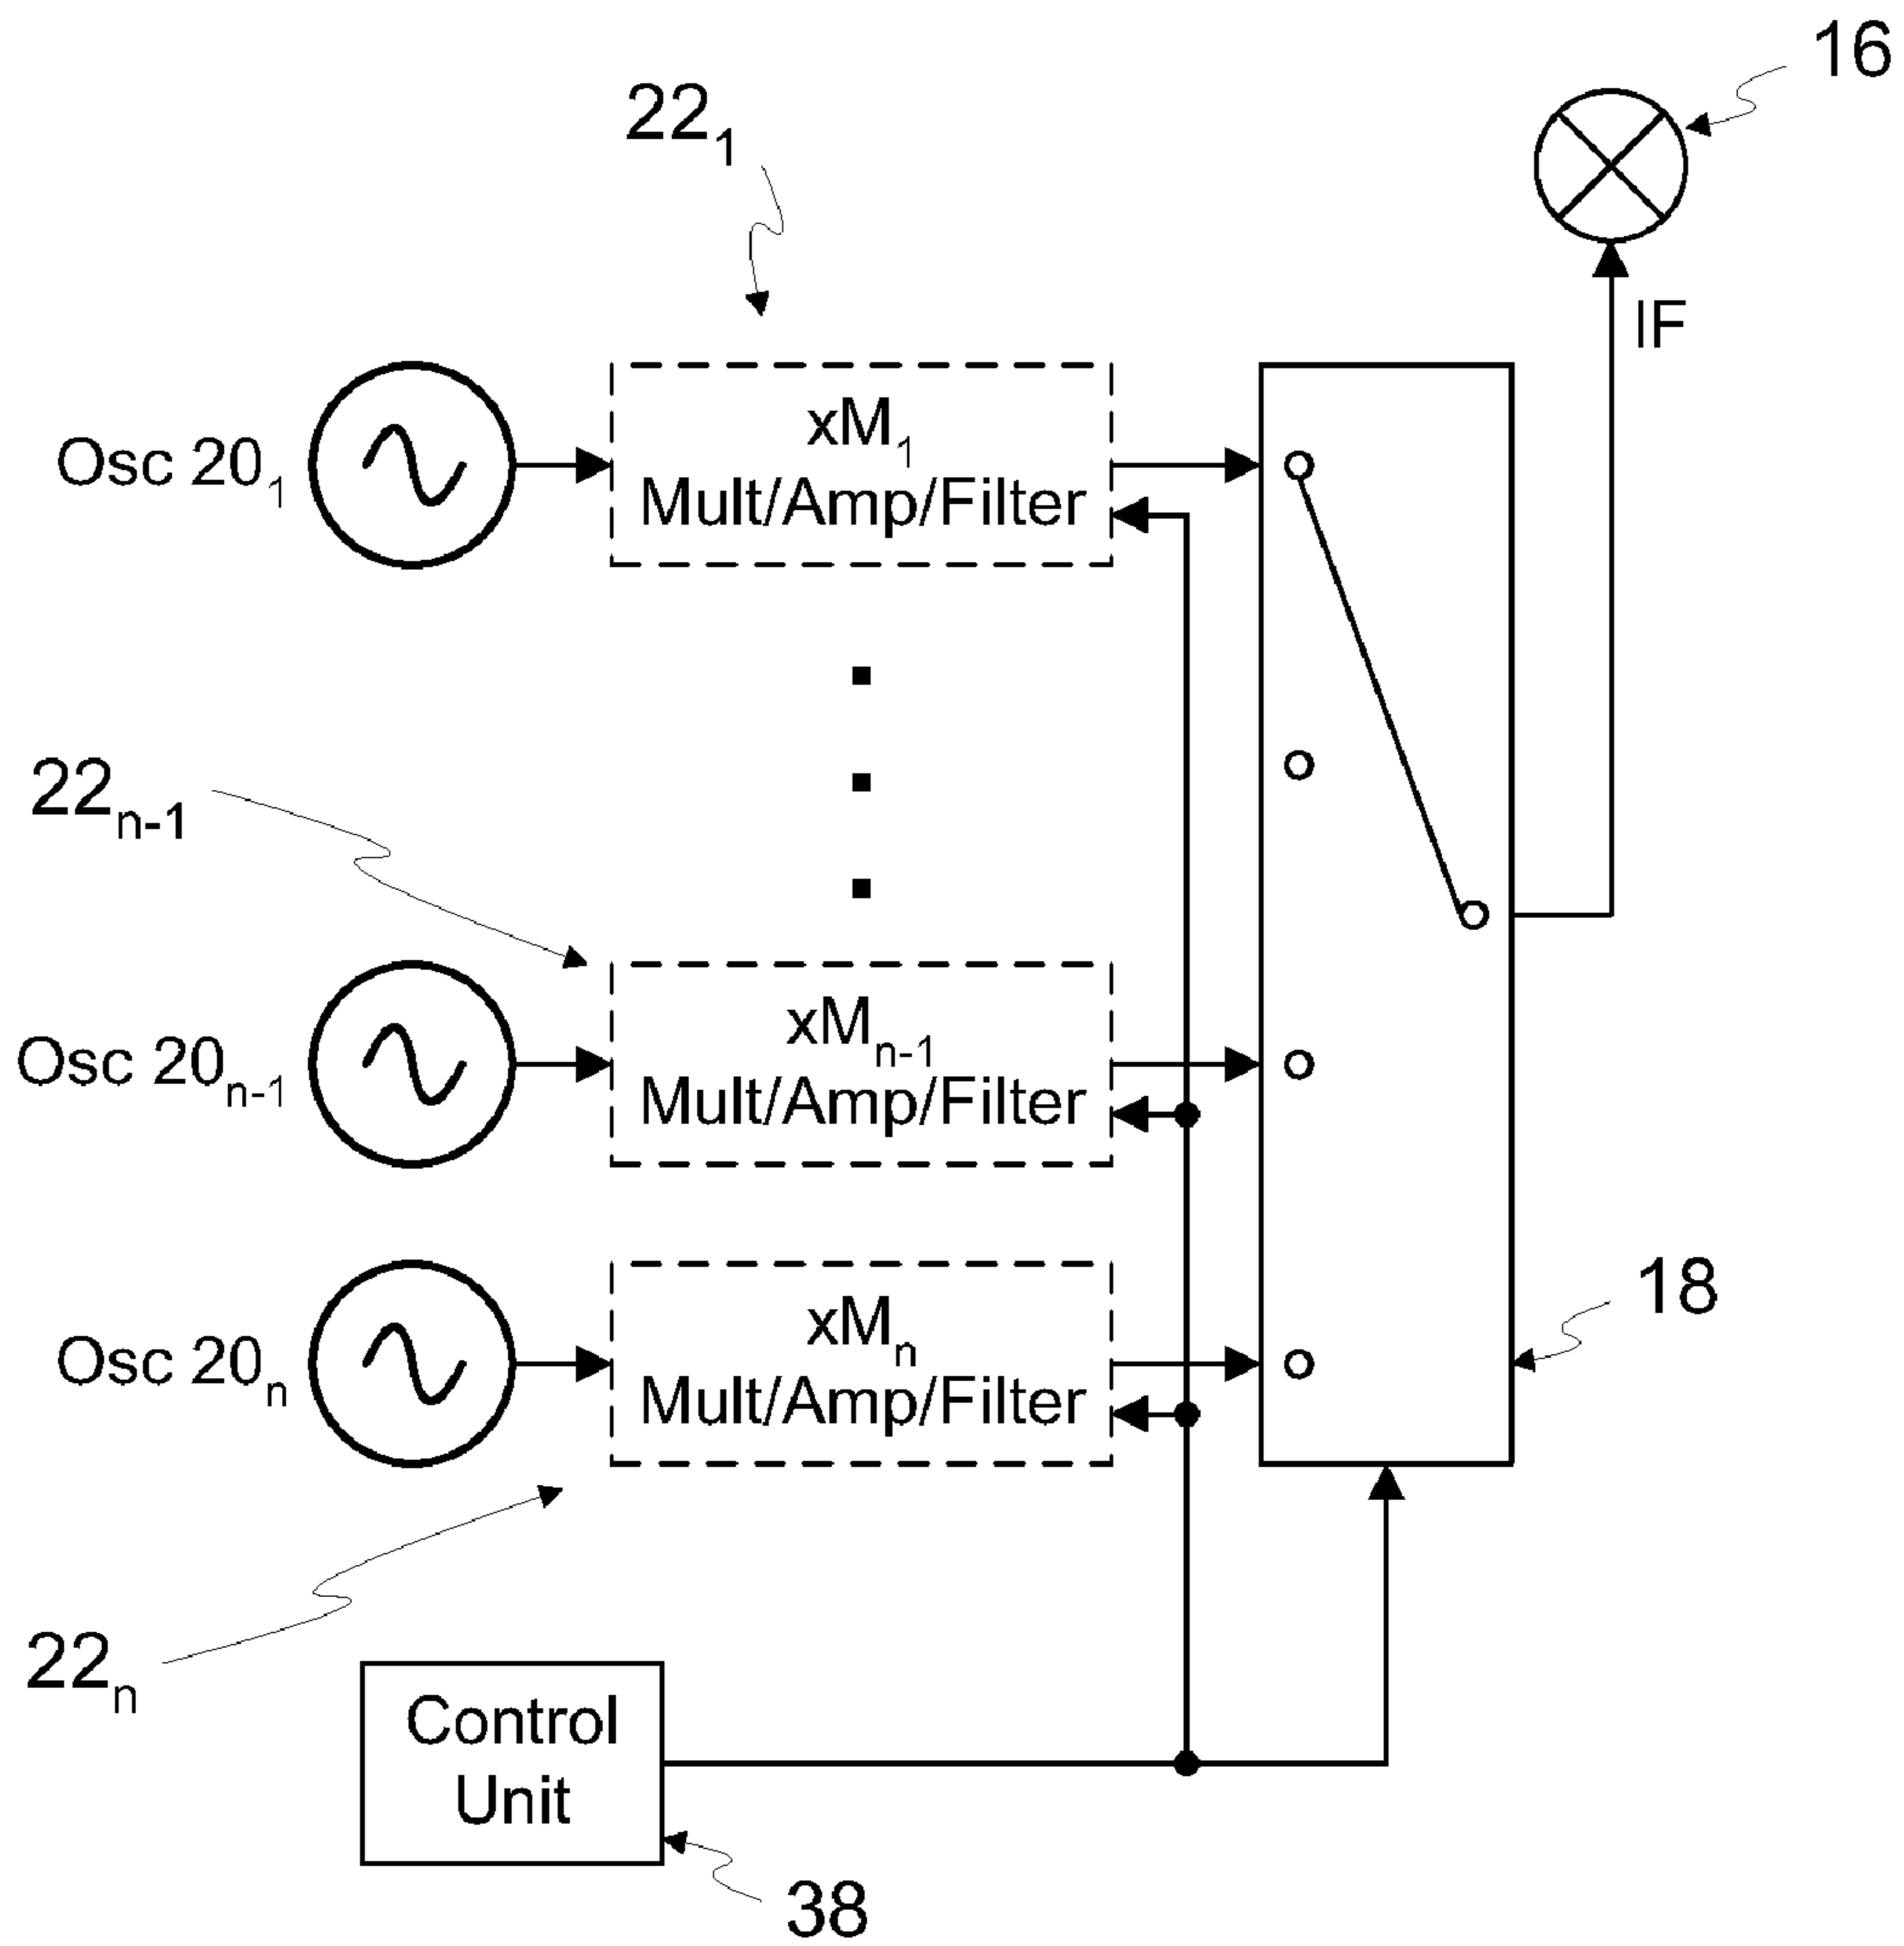 16
22₁
IF
xM₁
Osc 20₁
Mult/Amp/Filter
22ₙ₋₁
xMₙ₋₁
Osc 20ₙ₋₁
Mult/Amp/Filter
18
xMₙ
Osc 20ₙ
Mult/Amp/Filter
22ₙ
Control
Unit
38